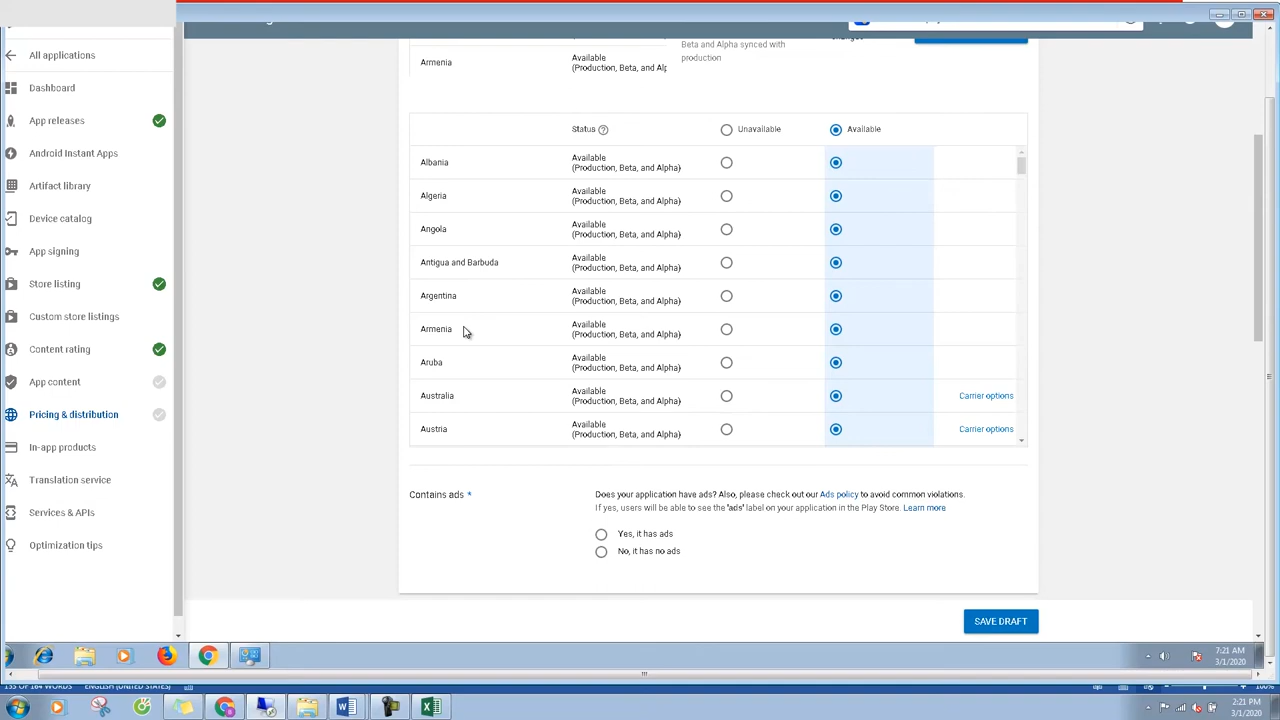 All applications
Dashboard
App releases
Android Instant Apps
Artifact library
Device catalog
App signing
Store listing
Custom store listings
Content rating
App content
Pricing & distribution
In-app products
Translation service
Services & APIs
Optimization tips
Beta and Alpha synced with
production
Armenia
Available
(Production, Beta, and Alp
Status
Unavailable
Available
Albania
Available
(Production, Beta, and Alpha)
Algeria
Available
(Production, Beta, and Alpha)
Angola
Available
(Production, Beta, and Alpha)
Antigua and Barbuda
Available
(Production, Beta, and Alpha)
Argentina
Available
(Production, Beta, and Alpha)
Armenia
Available
(Production, Beta, and Alpha)
Aruba
Available
(Production, Beta, and Alpha)
Australia
Available
(Production, Beta, and Alpha)
Carrier options
Austria
Available
(Production, Beta, and Alpha)
Carrier options
Contains ads *
Does your application have ads? Also, please check out our Ads policy to avoid common violations.
If yes, users will be able to see the 'ads' label on your application in the Play Store. Learn more
Yes, it has ads
No, it has no ads
SAVE DRAFT
7:21 AM
3/1/2020
155 OF 164 WORDS
ENGLISH (UNITED STATES)
100%
2:21 PM
3/1/2020